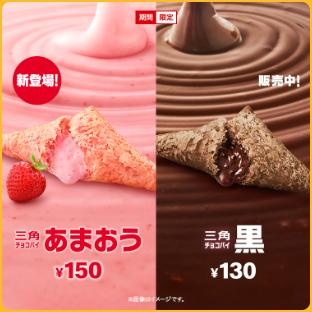 期間限定
新登場!
販売中!
三角
チョコパイ
あまおう
¥150
三角
チョコパイ
黒
¥130
※画像はイメージです。